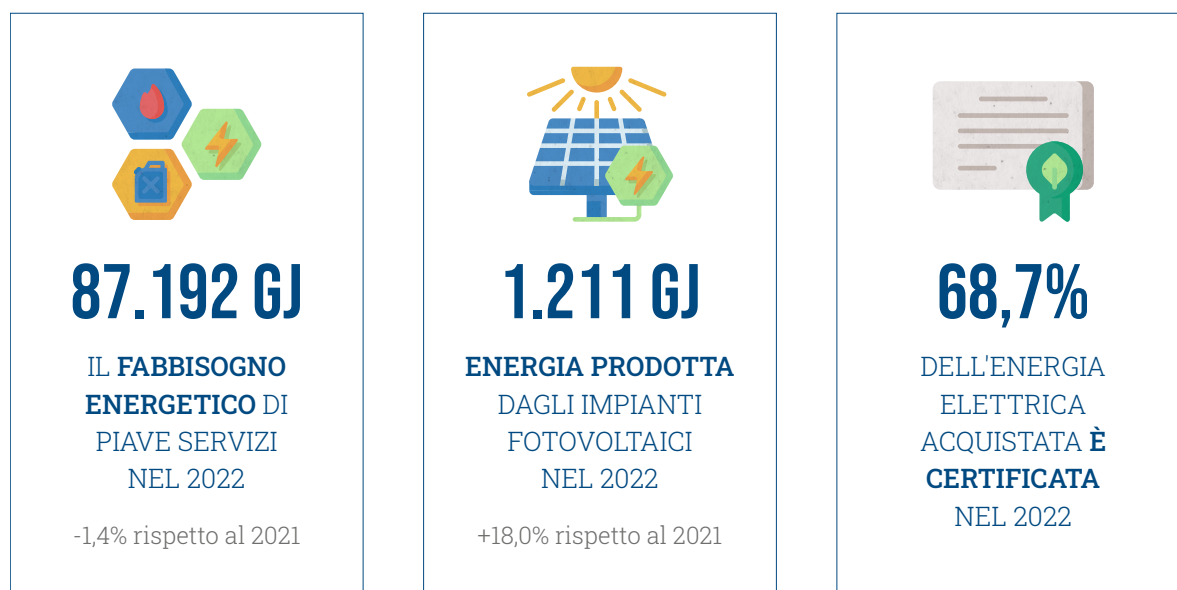 87.192 GJ
IL FABBISOGNO
ENERGETICO DI
PIAVE SERVIZI
NEL 2022
-1,4% rispetto al 2021
1.211 GJ
ENERGIA PRODOTTA
DAGLI IMPIANTI
FOTOVOLTAICI
NEL 2022
+18,0% rispetto al 2021
68,7%
DELL'ENERGIA
ELETTRICA
ACQUISTATA È
CERTIFICATA
NEL 2022